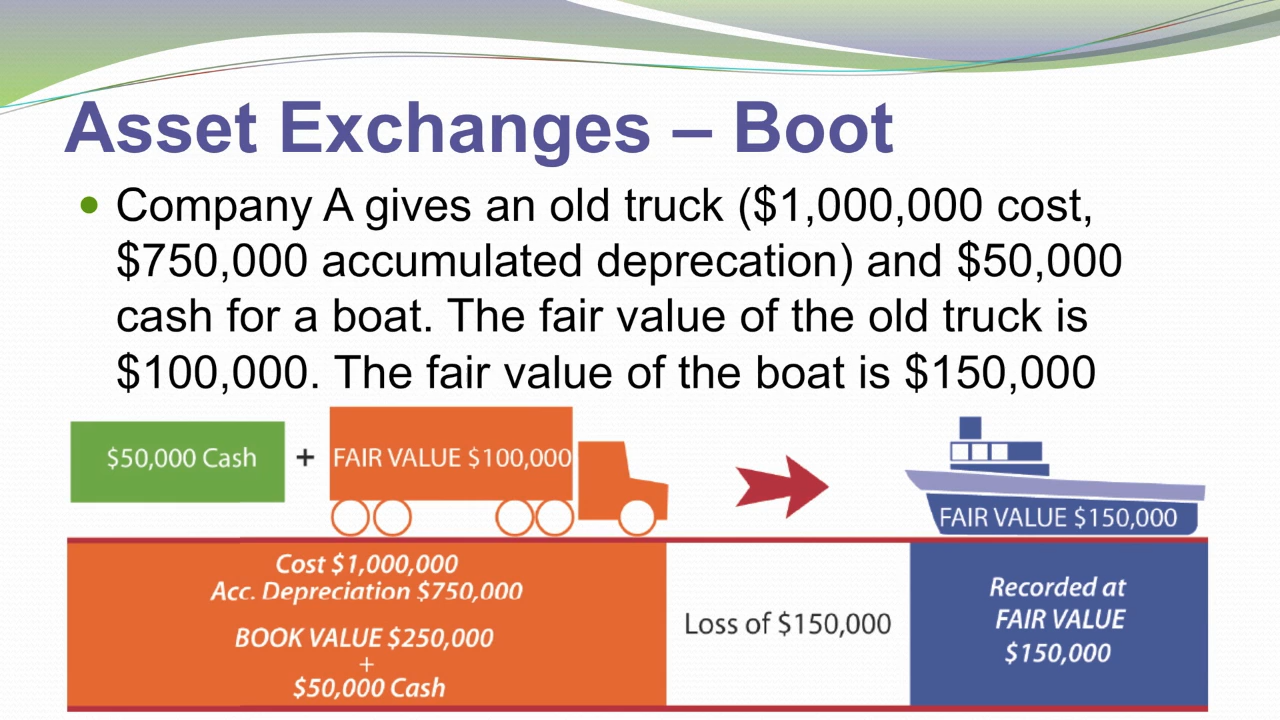 Asset Exchanges – Boot
• Company A gives an old truck ($1,000,000 cost,
$750,000 accumulated deprecation) and $50,000
cash for a boat. The fair value of the old truck is
$100,000. The fair value of the boat is $150,000
$50,000 Cash
+
FAIR VALUE $100,000
FAIR VALUE $150,000
Cost $1,000,000
Acc. Depreciation $750,000
BOOK VALUE $250,000
+
$50,000 Cash
Loss of $150,000
Recorded at
FAIR VALUE
$150,000